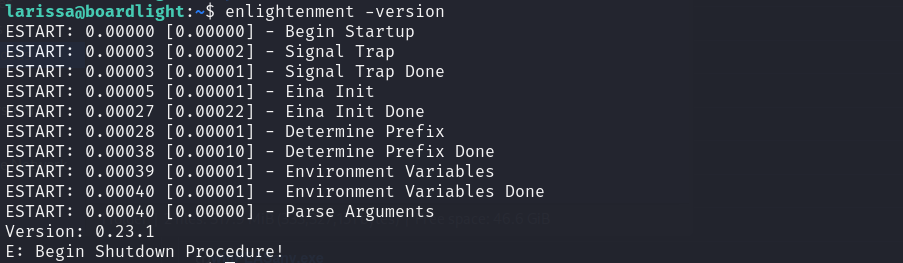 larissa@boardlight:~$ enlightenment -version
ESTART: 0.00000 [0.00000] - Begin Startup
ESTART: 0.00003 [0.00002] - Signal Trap
ESTART: 0.00003 [0.00001] - Signal Trap Done
ESTART: 0.00005 [0.00001] - Eina Init
ESTART: 0.00027 [0.00022] - Eina Init Done
ESTART: 0.00028 [0.00001] - Determine Prefix
ESTART: 0.00038 [0.00010] - Determine Prefix Done
ESTART: 0.00039 [0.00001] - Environment Variables
ESTART: 0.00040 [0.00001] - Environment Variables Done
ESTART: 0.00040 [0.00000] - Parse Arguments
Version: 0.23.1
E: Begin Shutdown Procedure!